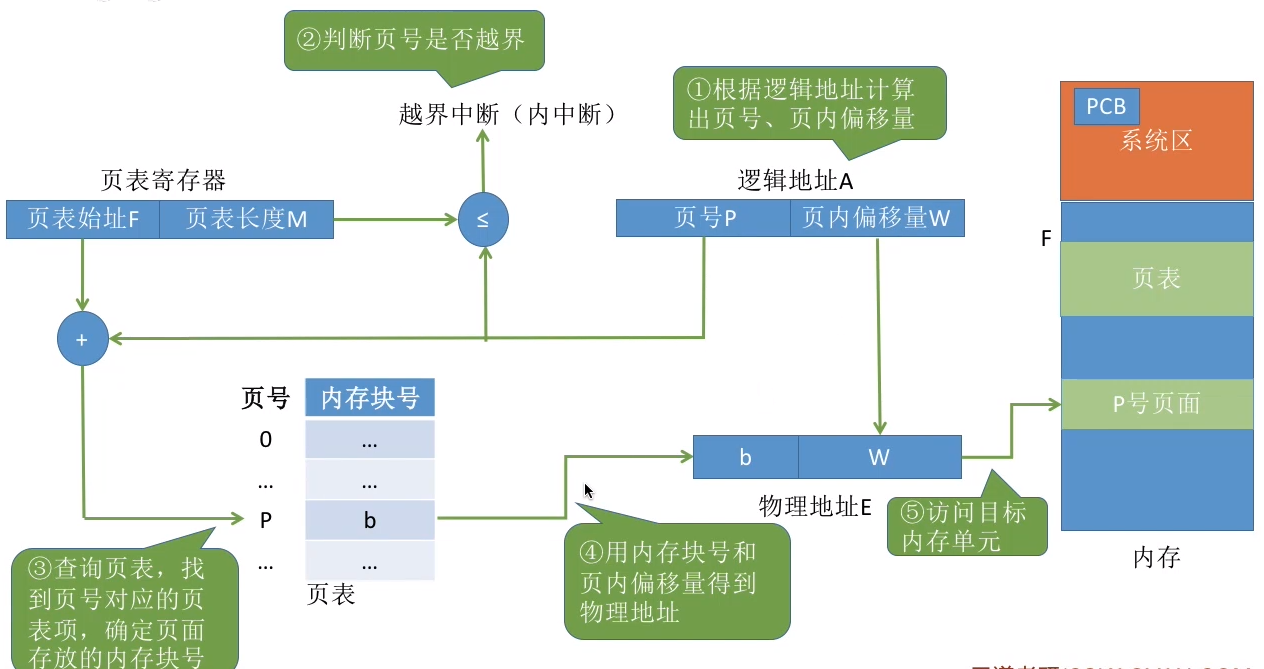 ②判断页号是否越界
①根据逻辑地址计算
出页号、页内偏移量
越界中断（内中断）
PCB
系统区
页表寄存器
逻辑地址A
页表始址F 页表长度M
≤
页号P 页内偏移量W
F
页表
+
页号 内存块号
0 …
… …
P b
… …
页表
P号页面
b W
物理地址E
⑤访问目标
内存单元
内存
③查询页表，找
到页号对应的页
表项，确定页面
存放的内存块号
④用内存块号和
页内偏移量得到
物理地址